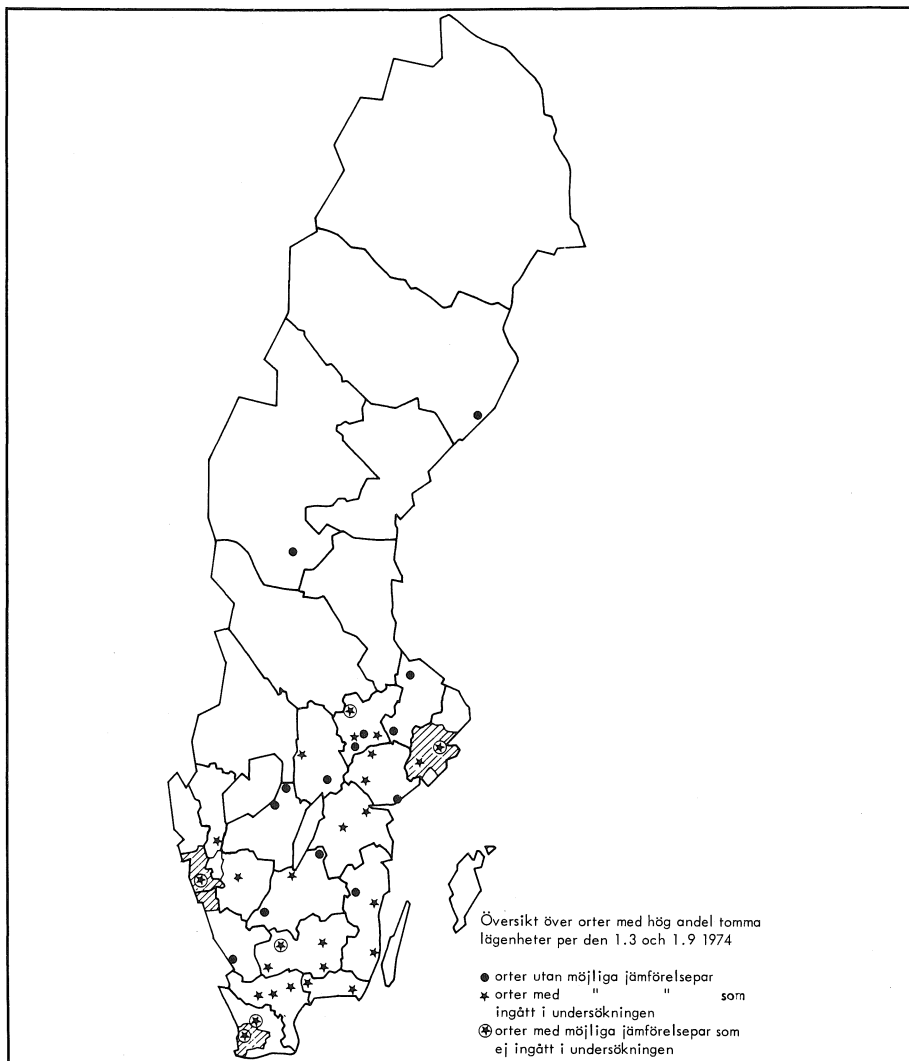 Översikt över orter med hög andel tomma
lägenheter per den 1.3 och 1.9 1974
● orter utan möjliga jämförelsepar
★ orter med " " som
ingått i undersökningen
⍟ orter med möjliga jämförelsepar som
ej ingått i undersökningen